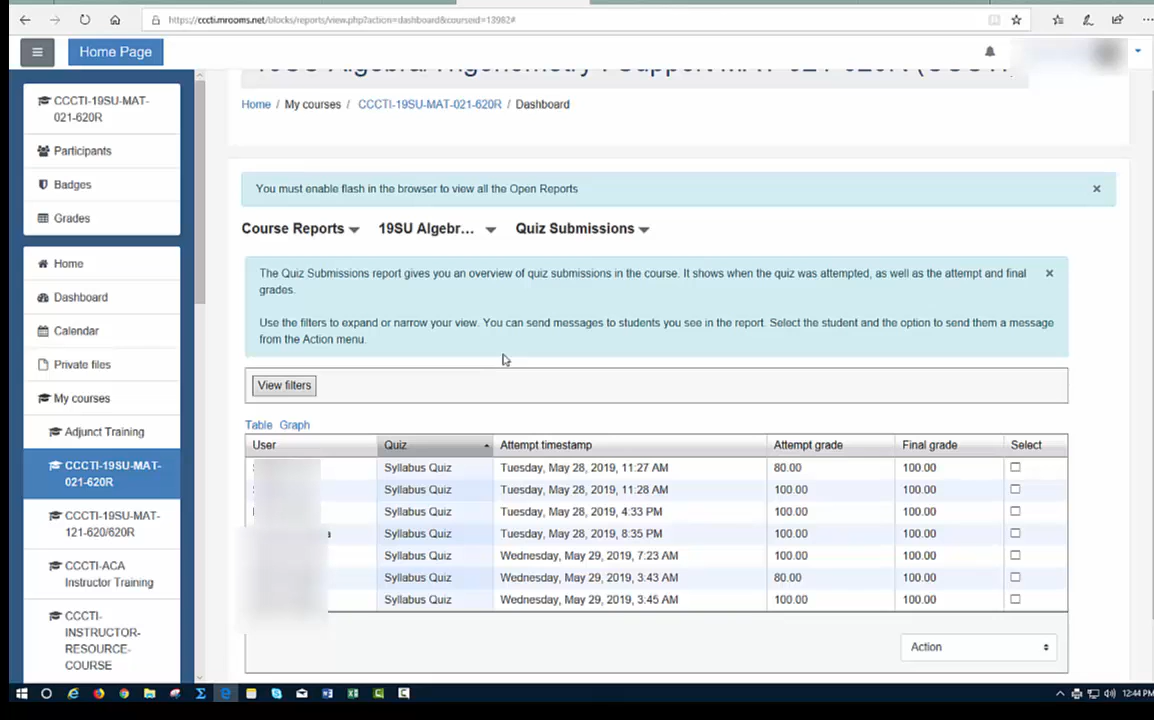 https://cccti.mrooms.net/blocks/reports/view.php?action=dashboard&courseid=13982#
Home Page
19SU Algebra/Trigonometry I Support MAT-021-620R (CCCTI)
Home / My courses / CCCTI-19SU-MAT-021-620R / Dashboard
CCCTI-19SU-MAT-
021-620R
Participants
Badges
Grades
Home
Dashboard
Calendar
Private files
My courses
Adjunct Training
CCCTI-19SU-MAT-
021-620R
CCCTI-19SU-MAT-
121-620/620R
CCCTI-ACA
Instructor Training
CCCTI-
INSTRUCTOR-
RESOURCE-
COURSE
You must enable flash in the browser to view all the Open Reports ×
Course Reports 19SU Algebr... Quiz Submissions
The Quiz Submissions report gives you an overview of quiz submissions in the course. It shows when the quiz was attempted, as well as the attempt and final ×
grades.
Use the filters to expand or narrow your view. You can send messages to students you see in the report. Select the student and the option to send them a message
from the Action menu.
View filters
Table Graph
User Quiz Attempt timestamp Attempt grade Final grade Select
Syllabus Quiz Tuesday, May 28, 2019, 11:27 AM 80.00 100.00
Syllabus Quiz Tuesday, May 28, 2019, 11:28 AM 100.00 100.00
Syllabus Quiz Tuesday, May 28, 2019, 4:33 PM 100.00 100.00
a Syllabus Quiz Tuesday, May 28, 2019, 8:35 PM 100.00 100.00
Syllabus Quiz Wednesday, May 29, 2019, 7:23 AM 100.00 100.00
Syllabus Quiz Wednesday, May 29, 2019, 3:43 AM 80.00 100.00
Syllabus Quiz Wednesday, May 29, 2019, 3:45 AM 100.00 100.00
Action
12:44 PM